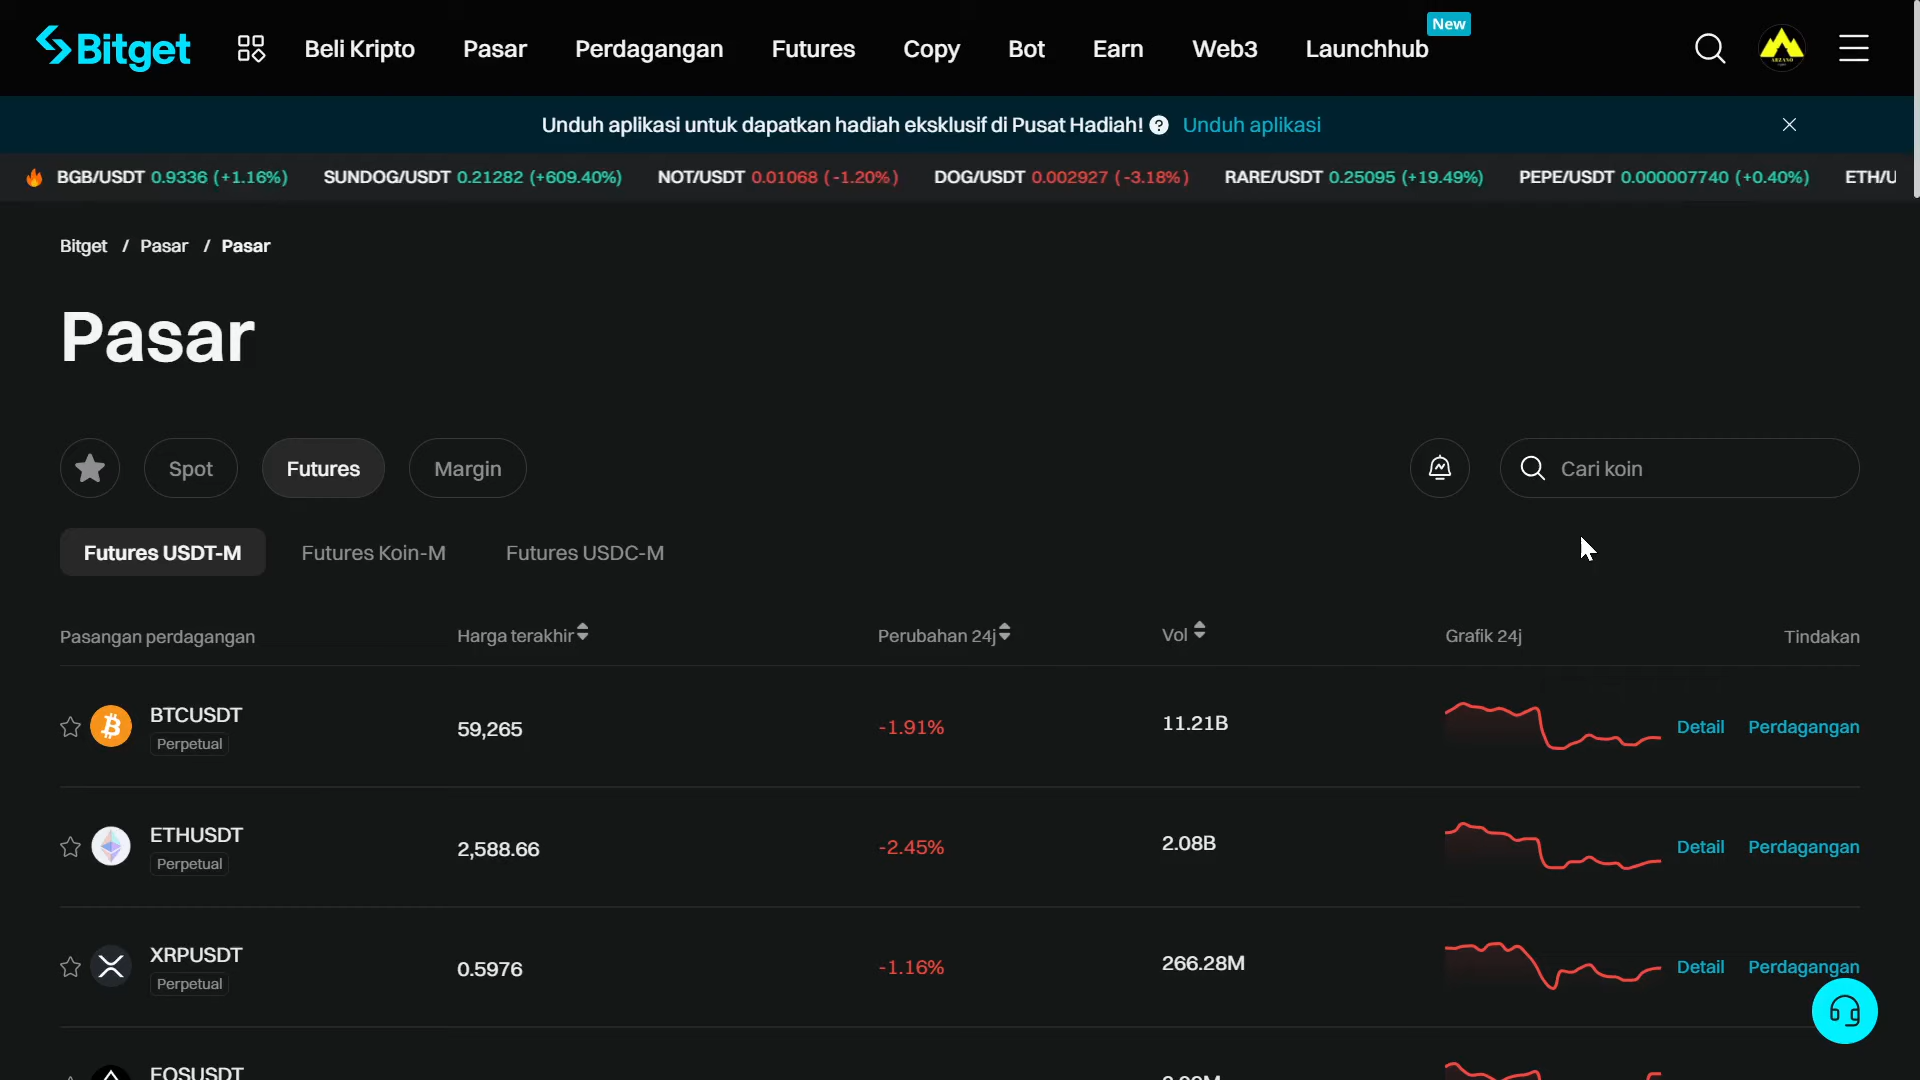 Bitget Beli Kripto Pasar Perdagangan Futures Copy Bot Earn Web3 Launchhub New
ARZANO
Unduh aplikasi untuk dapatkan hadiah eksklusif di Pusat Hadiah! ? Unduh aplikasi
BGB/USDT 0.9336 (+1.16%) SUNDOG/USDT 0.21282 (+609.40%) NOT/USDT 0.01068 (-1.20%) DOG/USDT 0.002927 (-3.18%) RARE/USDT 0.25095 (+19.49%) PEPE/USDT 0.000007740 (+0.40%) ETH/U
Bitget / Pasar / Pasar
Pasar
Spot Futures Margin Cari koin
Futures USDT-M Futures Koin-M Futures USDC-M
Pasangan perdagangan Harga terakhir Perubahan 24j Vol Grafik 24j Tindakan
BTCUSDT
Perpetual
59,265 -1.91% 11.21B Detail Perdagangan
ETHUSDT
Perpetual
2,588.66 -2.45% 2.08B Detail Perdagangan
XRPUSDT
Perpetual
0.5976 -1.16% 266.28M Detail Perdagangan
EOSUSDT